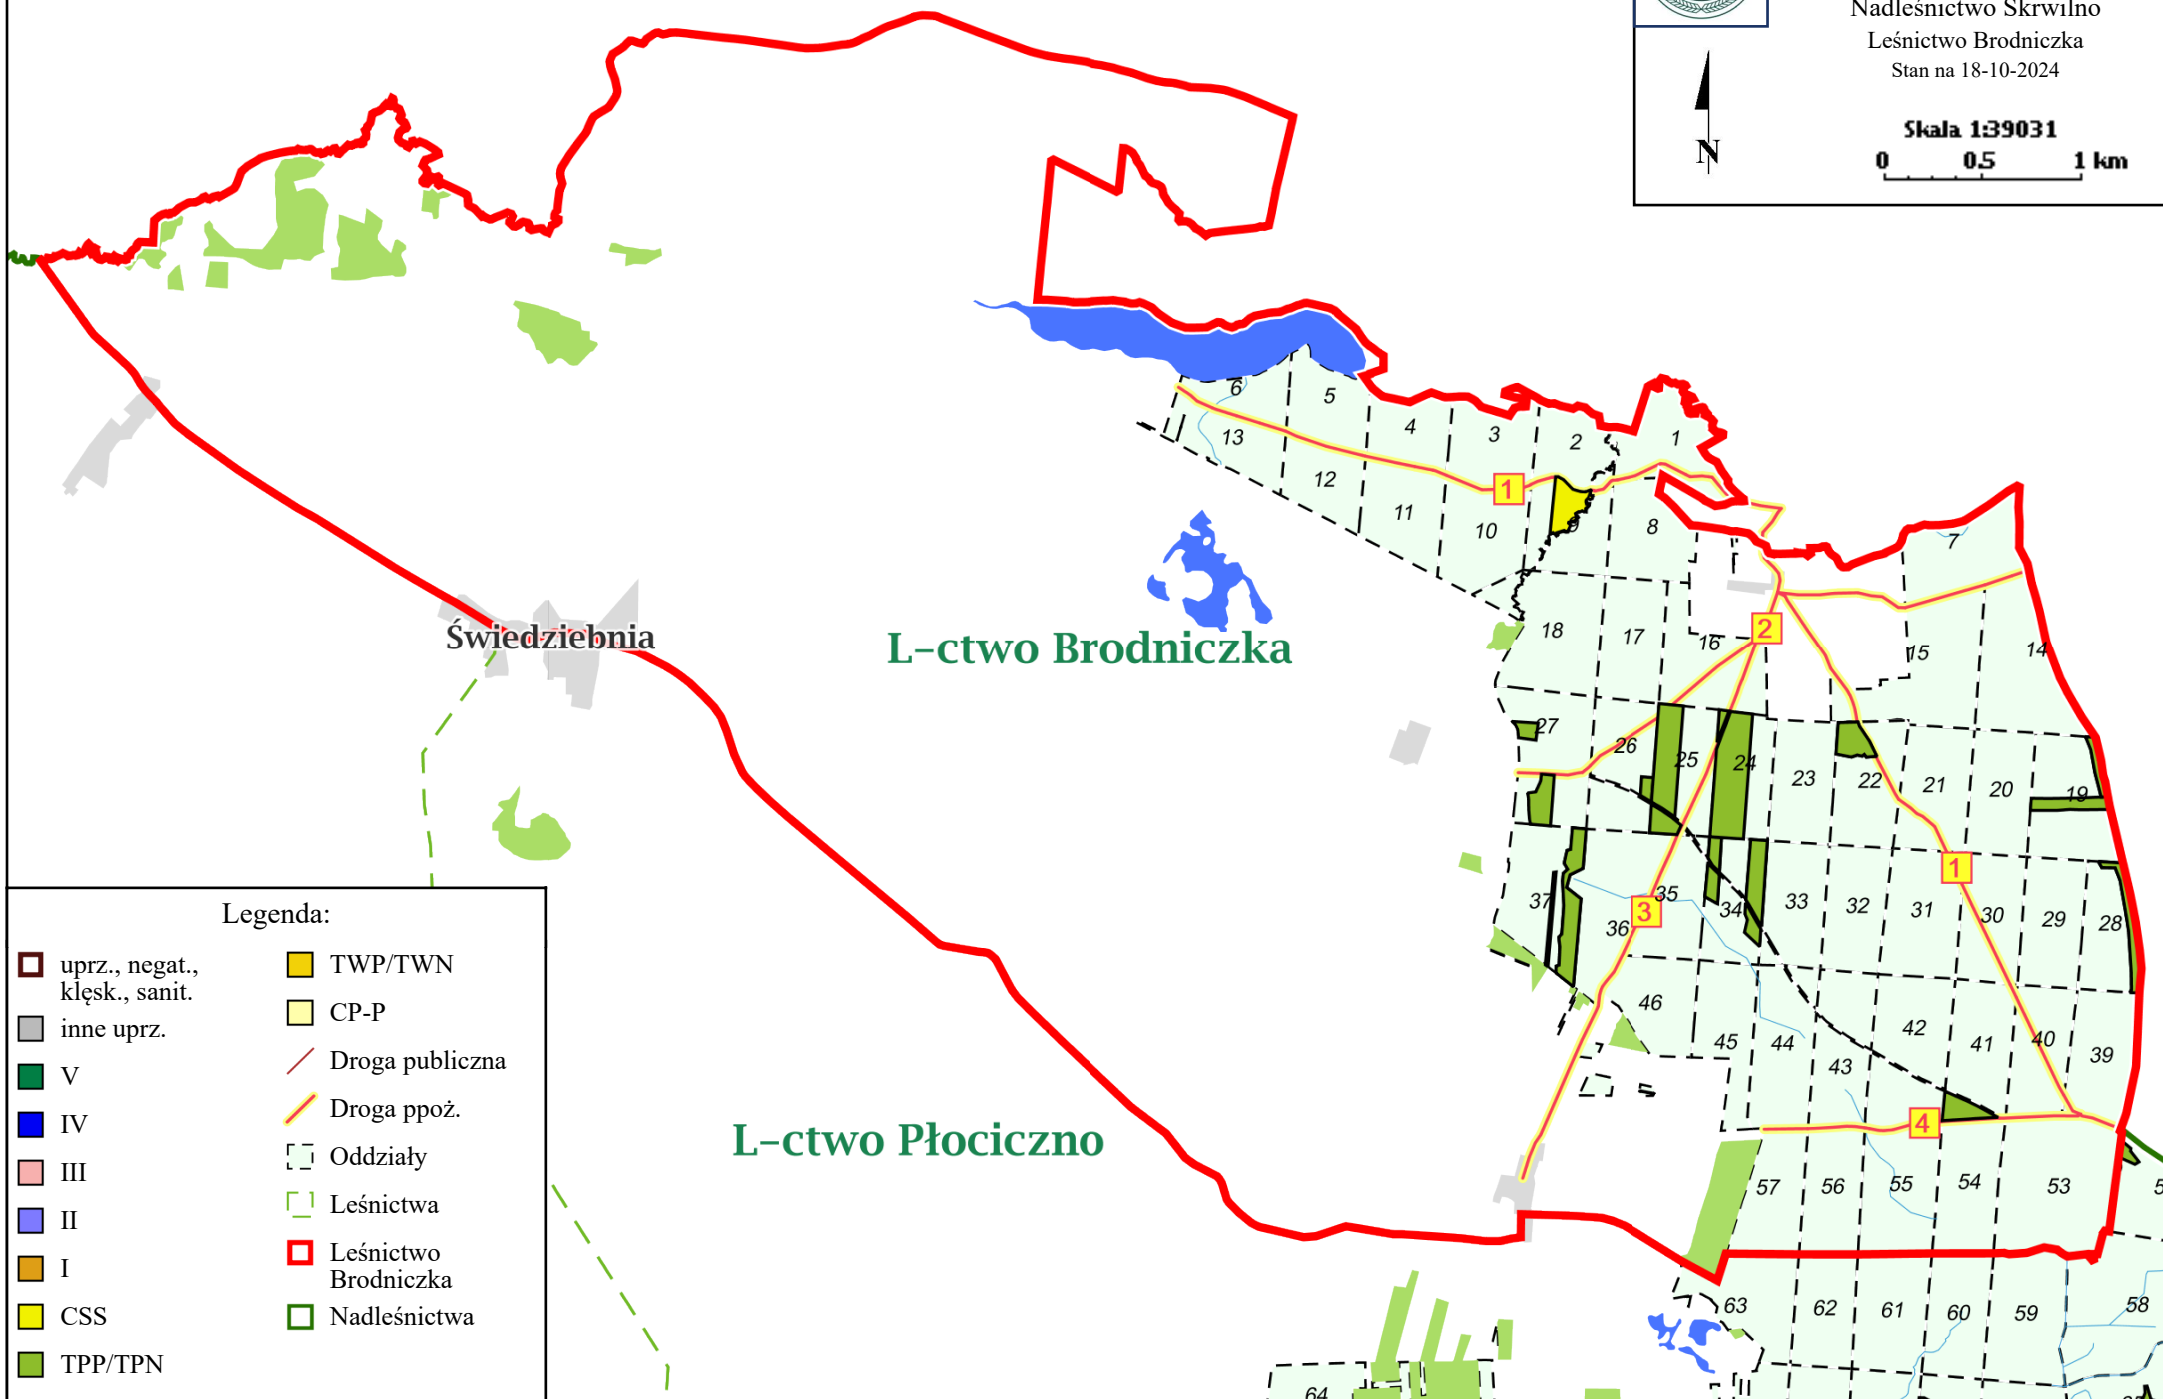 Nadleśnictwo Skrwilno
Leśnictwo Brodniczka
Stan na 18-10-2024
N
Skala 1:39031
0 0.5 1 km
6 5 4 3 2 1
13 12 11 10 9 8 7
1
18 17 16 15 14
2
Świedziebnia
L-ctwo Brodniczka
27 26 25 24 23 22 21 20 19
37 36 35 34 33 32 31 30 29 28
3
1
46 45 44 43 42 41 40 39
4
L-ctwo Płociczno
57 56 55 54 53
63 62 61 60 59 58
64
Legenda:
uprz., negat.,
klęsk., sanit.
inne uprz.
V
IV
III
II
I
CSS
TPP/TPN
TWP/TWN
CP-P
Droga publiczna
Droga ppoż.
Oddziały
Leśnictwa
Leśnictwo
Brodniczka
Nadleśnictwa